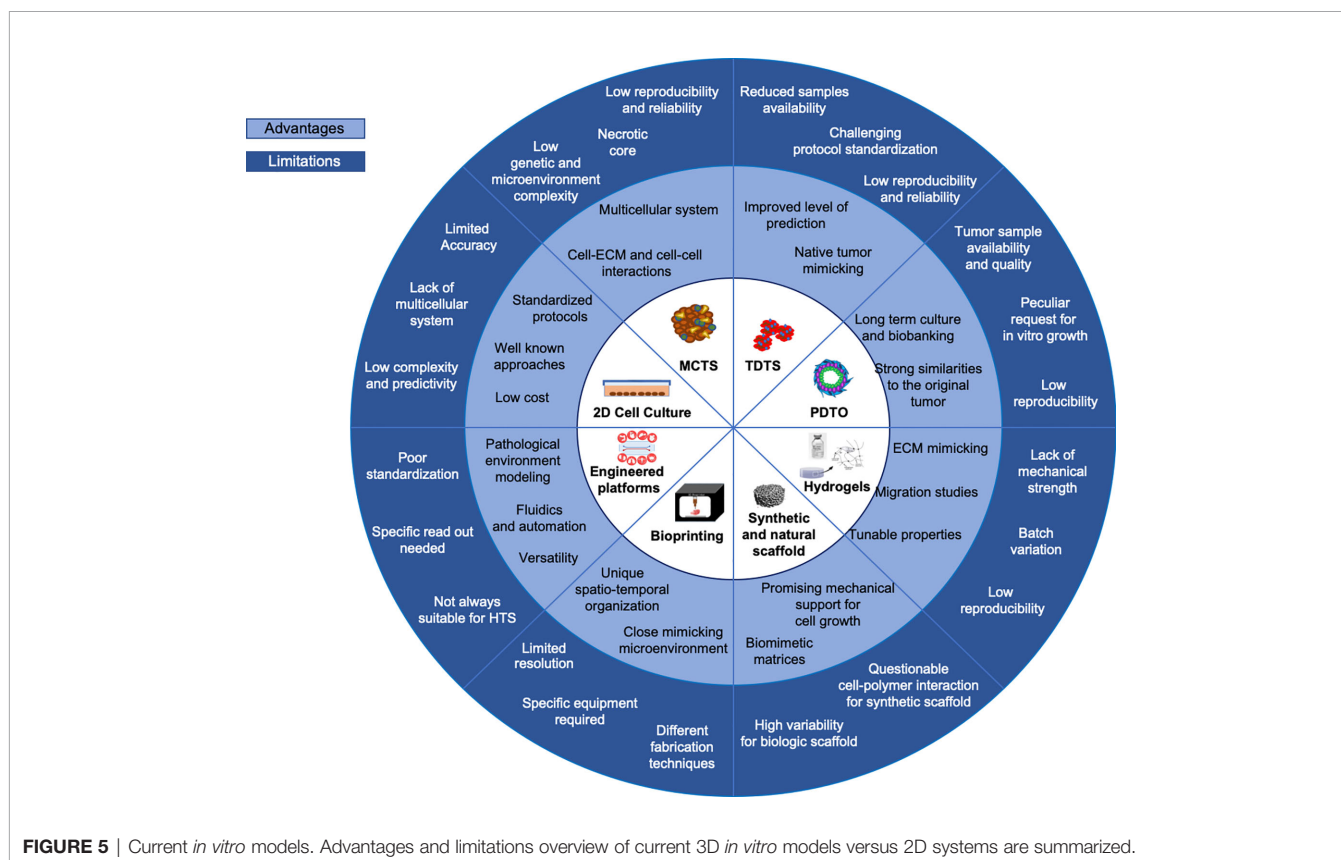 Advantages
Limitations
Low reproducibility
and reliability
Necrotic
core
Low
genetic and
microenvironment
complexity
Reduced samples
availability
Challenging
protocol standardization
Low reproducibility
and reliability
Multicellular system
Cell-ECM and cell-cell
interactions
Improved level of
prediction
Native tumor
mimicking
Limited
Accuracy
Lack of
multicellular
system
Low complexity
and predictivity
Standardized
protocols
Well known
approaches
Low cost
MCTS
TDTS
2D Cell Culture
PDTO
Long term culture
and biobanking
Strong similarities
to the original
tumor
Tumor sample
availability
and quality
Peculiar
request for
in vitro growth
Low
reproducibility
Poor
standardization
Specific read out
needed
Not always
suitable for HTS
Pathological
environment
modeling
Fluidics
and automation
Versatility
Engineered
platforms
Bioprinting
Synthetic
and natural
scaffold
Hydrogels
ECM mimicking
Migration studies
Tunable properties
Lack of
mechanical
strength
Batch
variation
Low
reproducibility
Unique
spatio-temporal
organization
Close mimicking
microenvironment
Promising mechanical
support for
cell growth
Biomimetic
matrices
Limited
resolution
Specific equipment
required
Different
fabrication
techniques
Questionable
cell-polymer interaction
for synthetic scaffold
High variability
for biologic scaffold
FIGURE 5 | Current in vitro models. Advantages and limitations overview of current 3D in vitro models versus 2D systems are summarized.